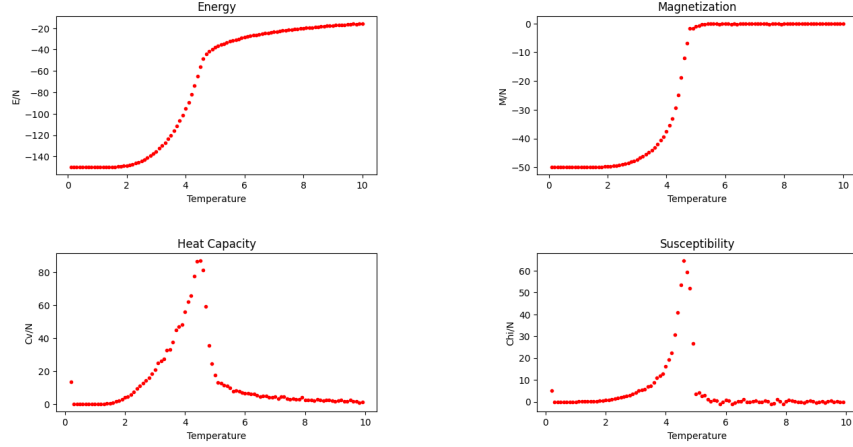 Energy
E/N
−20
−40
−60
−80
−100
−120
−140
0 2 4 6 8 10
Temperature
Magnetization
M/N
0
−10
−20
−30
−40
−50
0 2 4 6 8 10
Temperature
Heat Capacity
Cv/N
80
60
40
20
0
0 2 4 6 8 10
Temperature
Susceptibility
Chi/N
60
50
40
30
20
10
0
0 2 4 6 8 10
Temperature